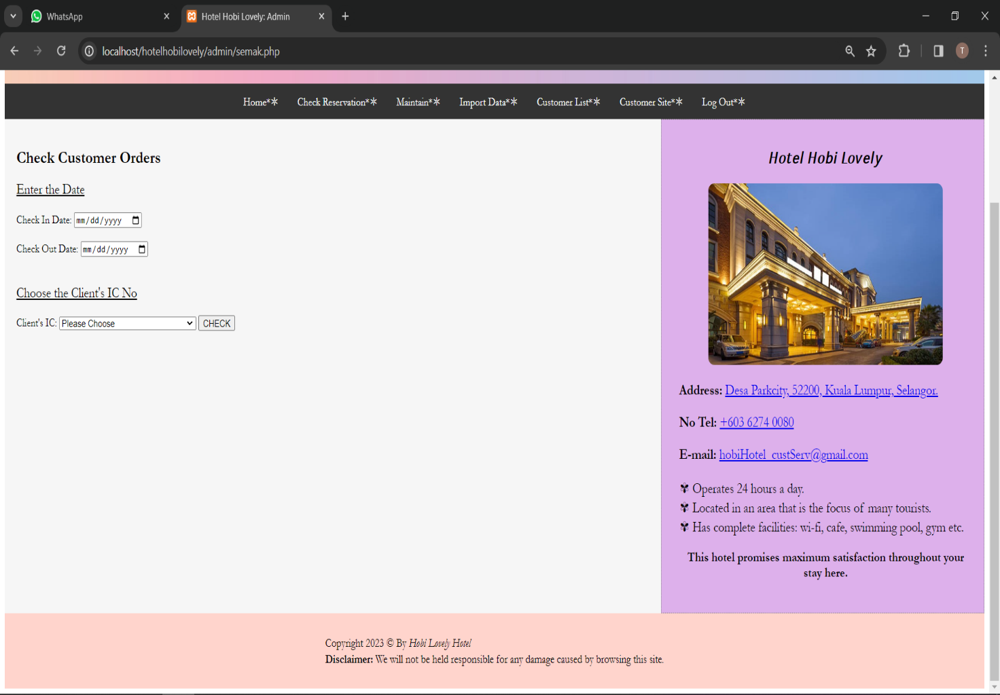 WhatsApp
Hotel Hobi Lovely: Admin
localhost/hotelhobilovely/admin/semak.php
T
Home*✲ Check Reservation*✲ Maintain*✲ Import Data*✲ Customer List*✲ Customer Site*✲ Log Out*✲
Check Customer Orders
Enter the Date
Check In Date: mm/dd/yyyy
Check Out Date: mm/dd/yyyy
Choose the Client's IC No
Client's IC: Please Choose CHECK
Hotel Hobi Lovely
Address: Desa Parkcity, 52200, Kuala Lumpur, Selangor.
No Tel: +603 6274 0080
E-mail: hobiHotel_custServ@gmail.com
✾ Operates 24 hours a day.
✾ Located in an area that is the focus of many tourists.
✾ Has complete facilities: wi-fi, cafe, swimming pool, gym etc.
This hotel promises maximum satisfaction throughout your
stay here.
Copyright 2023 © By Hobi Lovely Hotel
Disclaimer: We will not be held responsible for any damage caused by browsing this site.